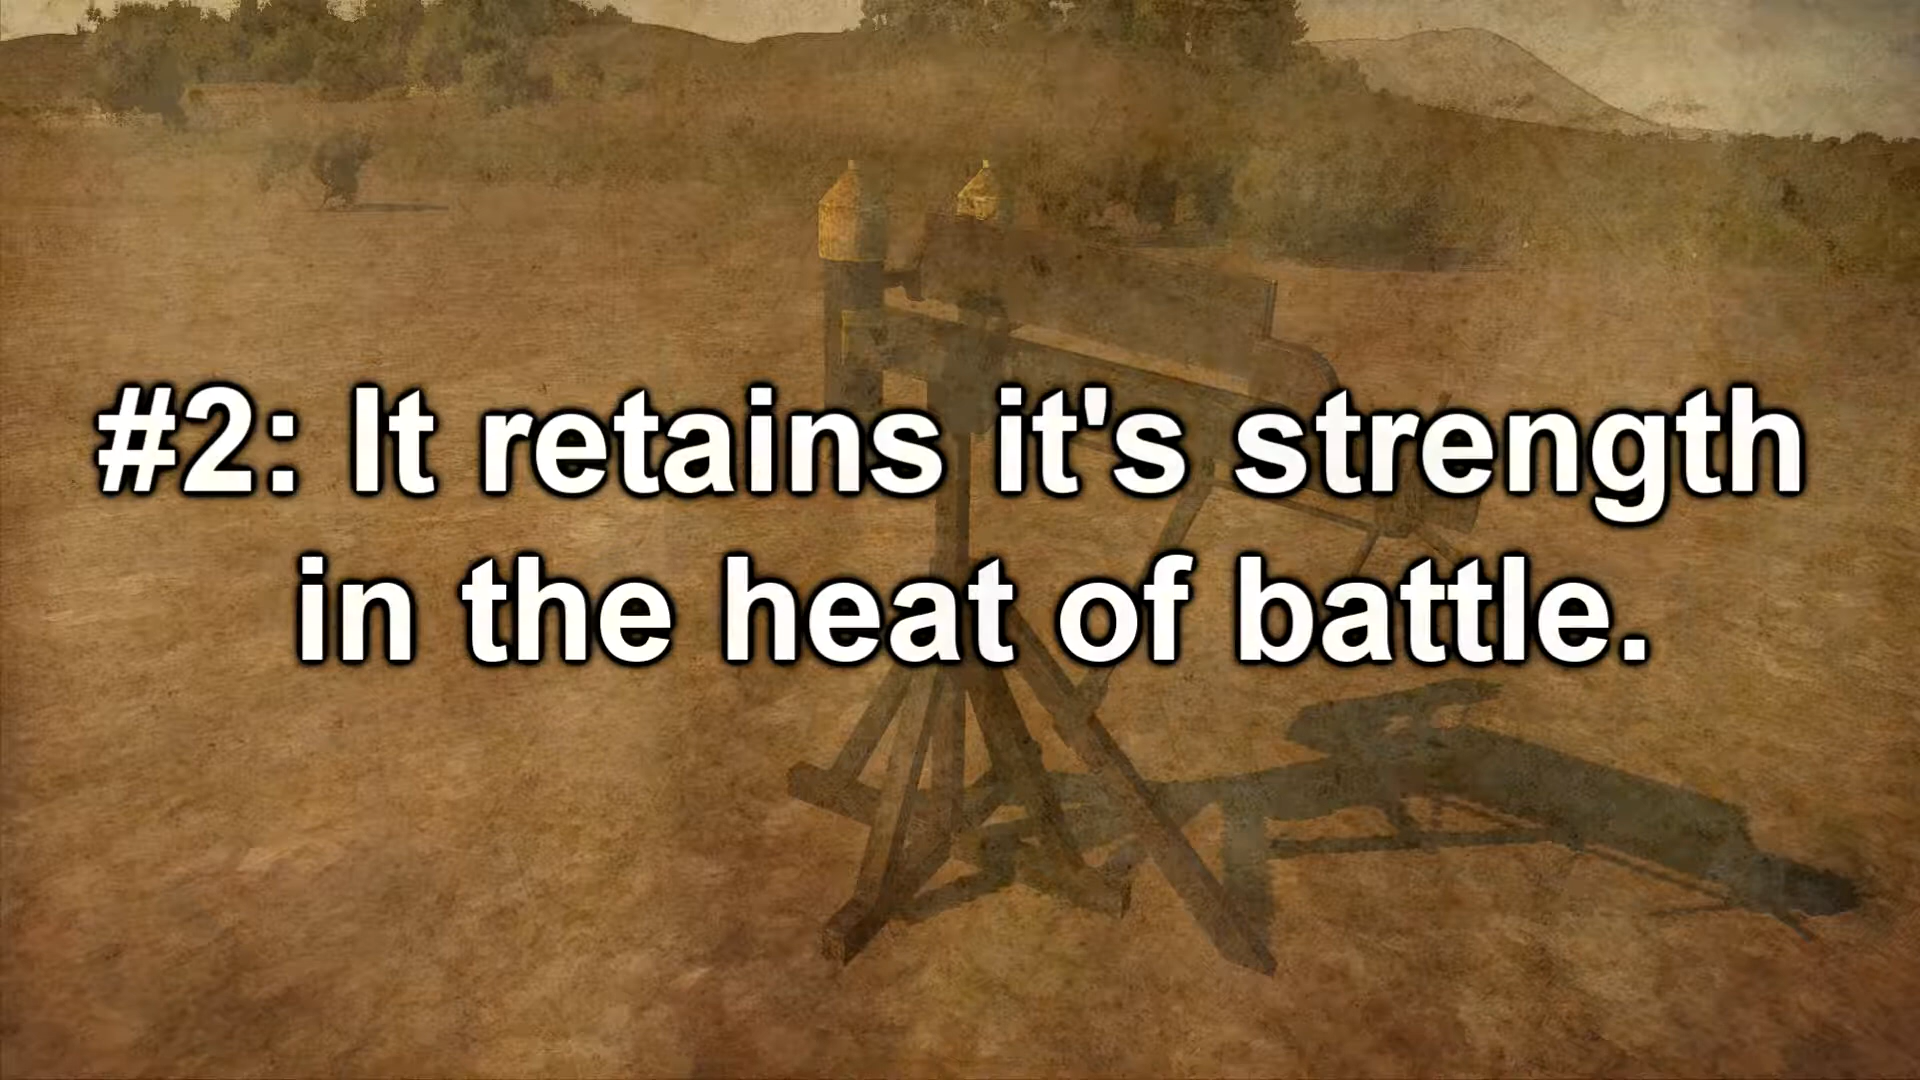 #2: It retains it's strength
in the heat of battle.